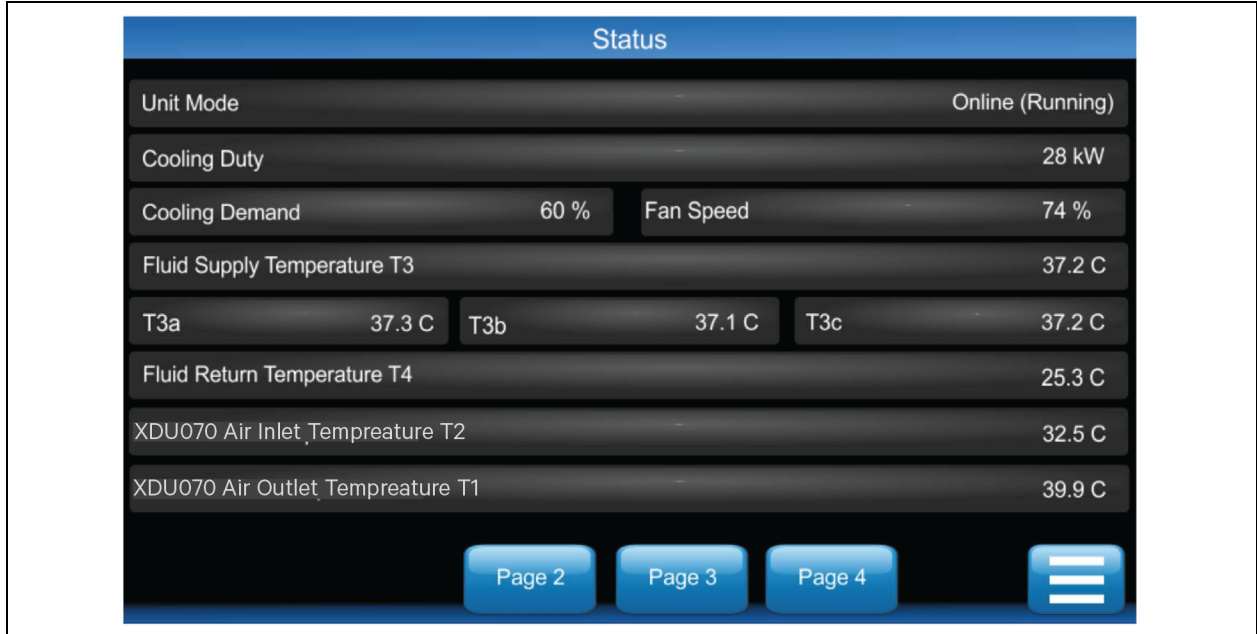 Status
Unit Mode Online (Running)
Cooling Duty 28 kW
Cooling Demand 60 % Fan Speed 74 %
Fluid Supply Temperature T3 37.2 C
T3a 37.3 C T3b 37.1 C T3c 37.2 C
Fluid Return Temperature T4 25.3 C
XDU070 Air Inlet Tempreature T2 32.5 C
XDU070 Air Outlet Tempreature T1 39.9 C
Page 2 Page 3 Page 4